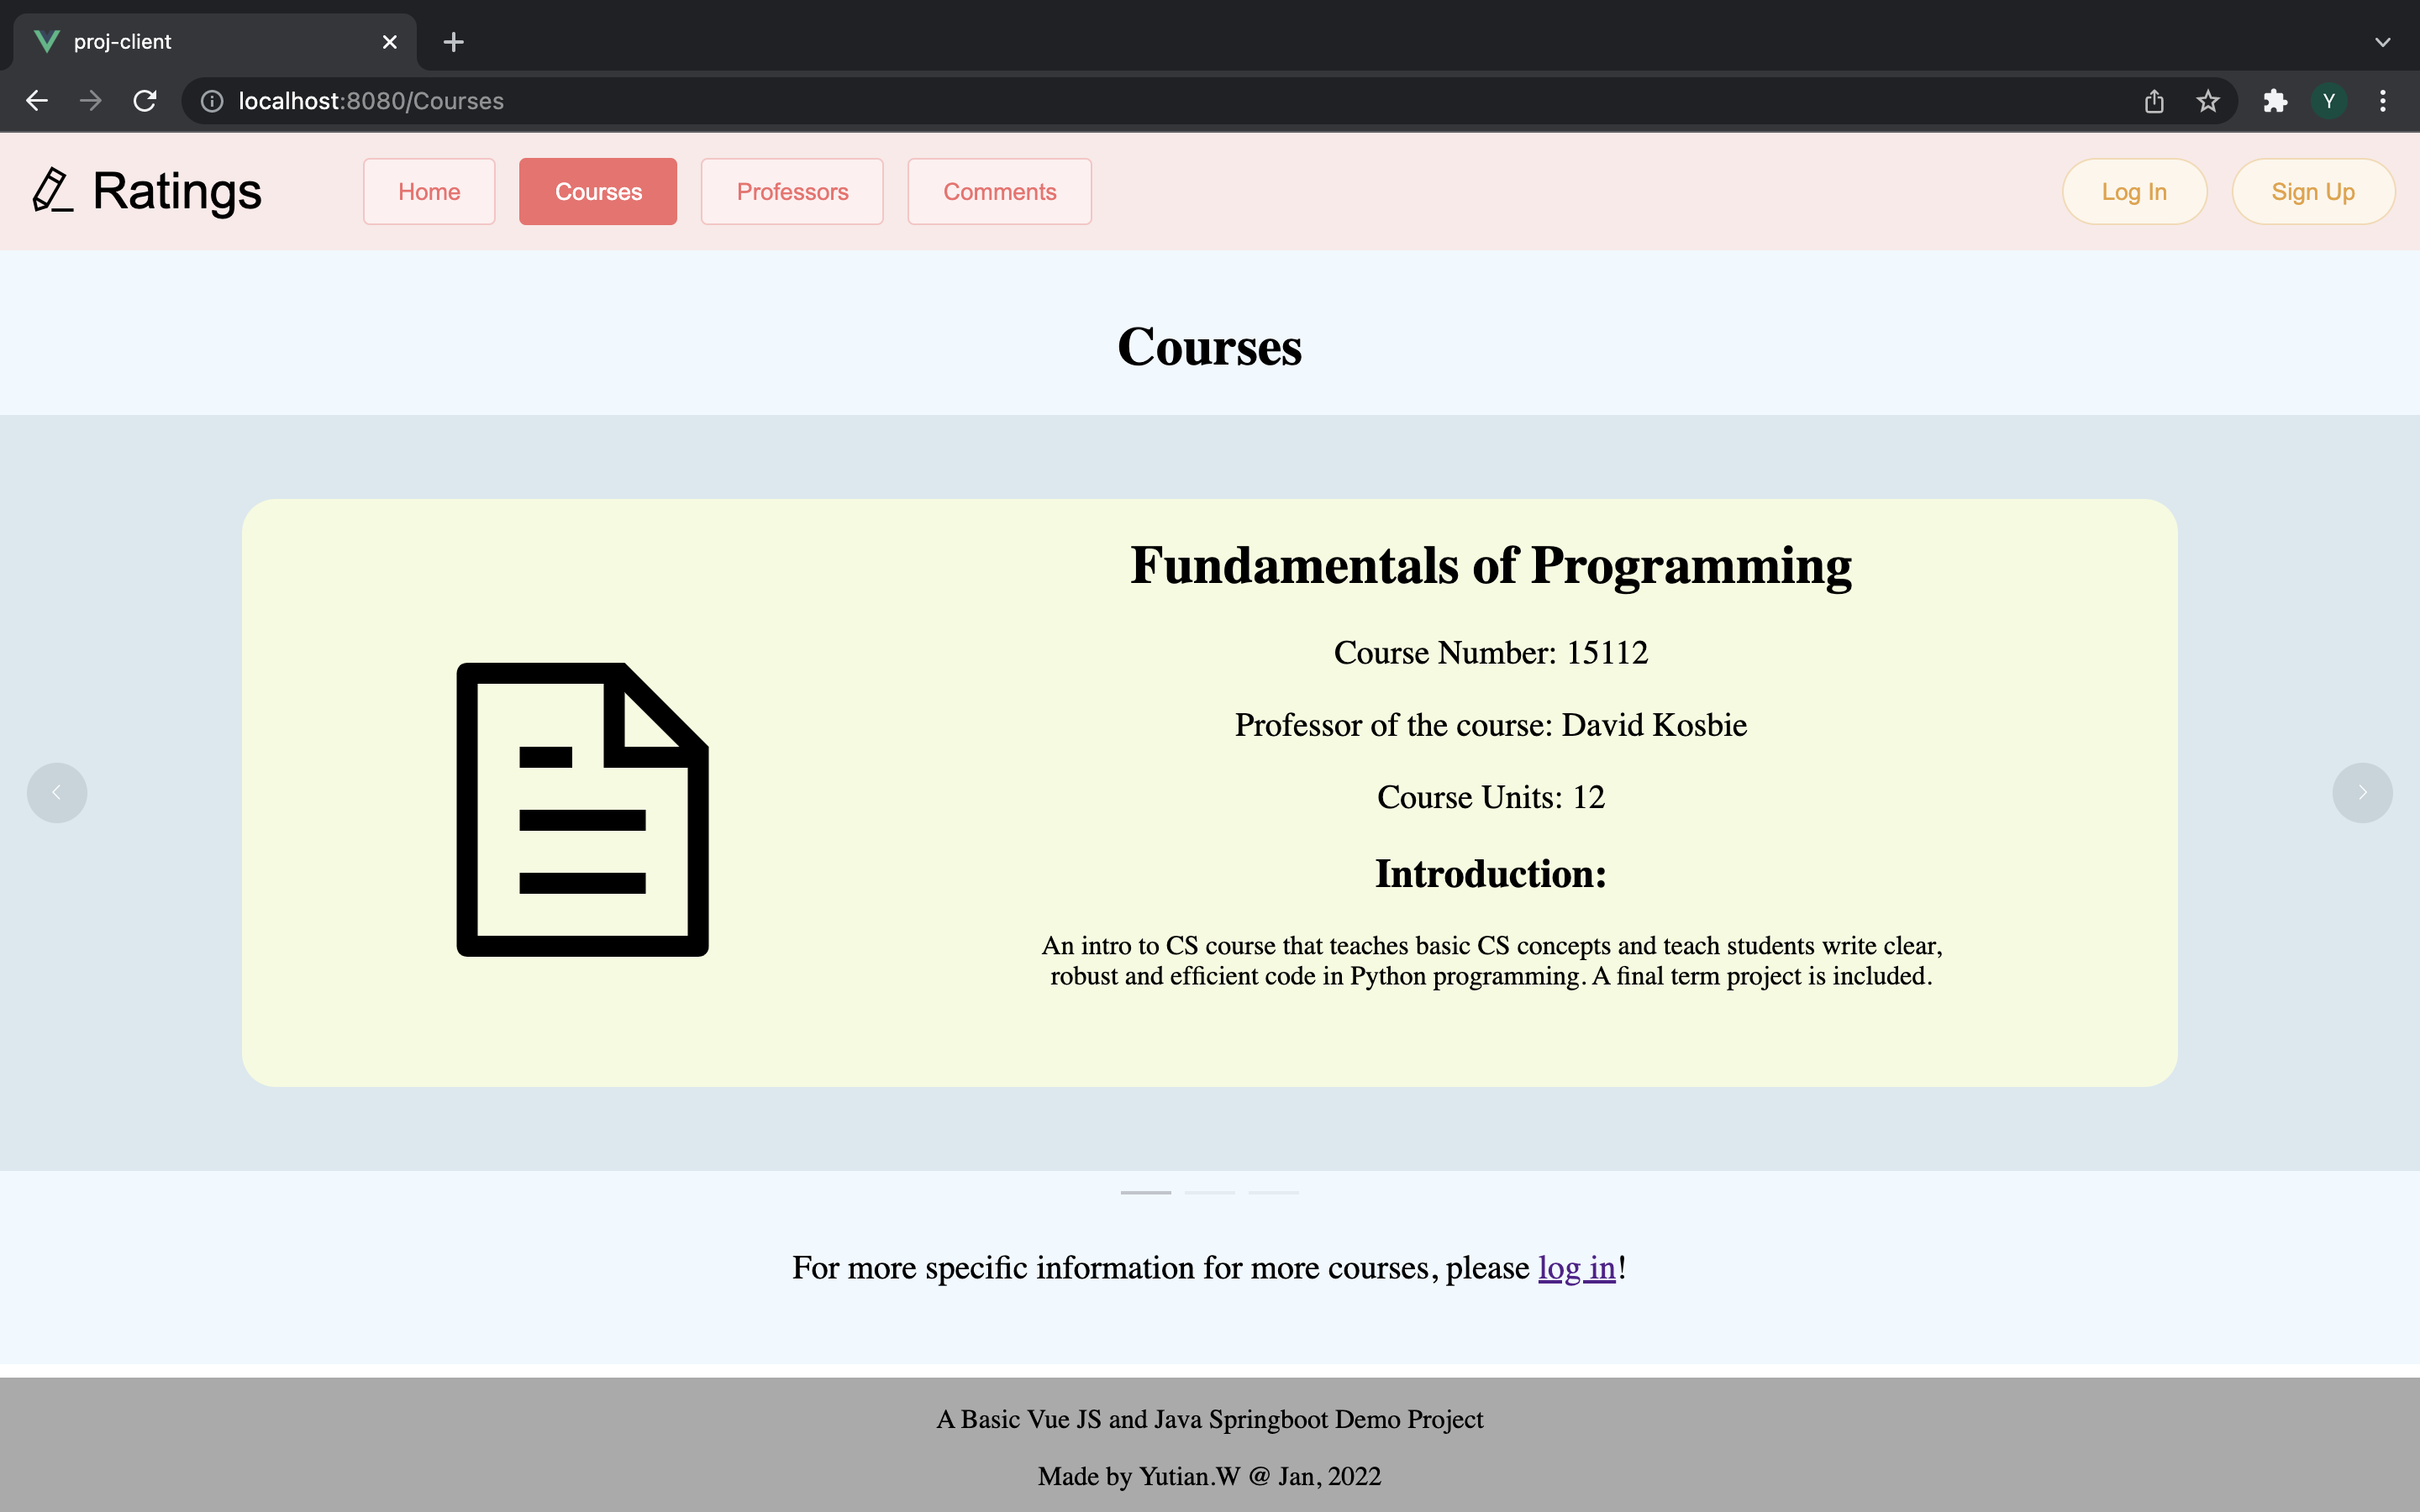 proj-client
localhost:8080/Courses
Y
Ratings
Home
Courses
Professors
Comments
Log In
Sign Up
Courses
Fundamentals of Programming
Course Number: 15112
Professor of the course: David Kosbie
Course Units: 12
Introduction:
An intro to CS course that teaches basic CS concepts and teach students write clear,
robust and efficient code in Python programming. A final term project is included.
For more specific information for more courses, please log in!
A Basic Vue JS and Java Springboot Demo Project
Made by Yutian.W @ Jan, 2022